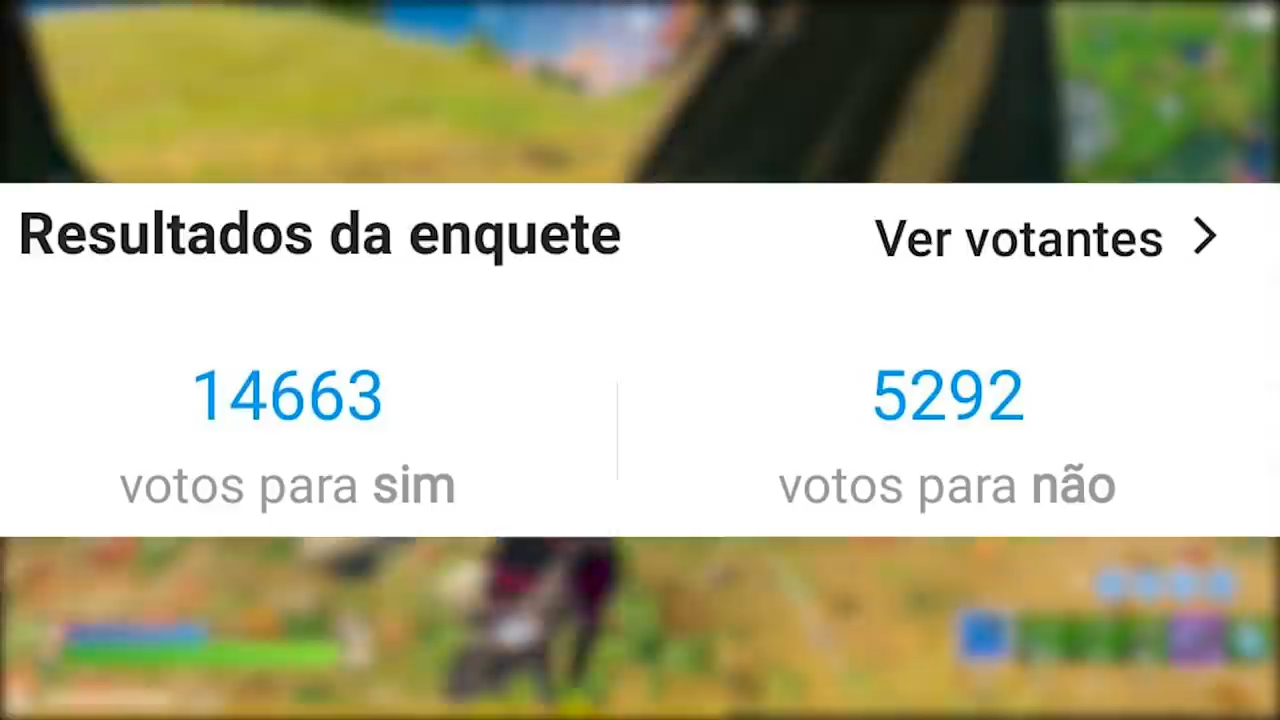 Resultados da enquete
Ver votantes
14663
5292
votos para sim
votos para não